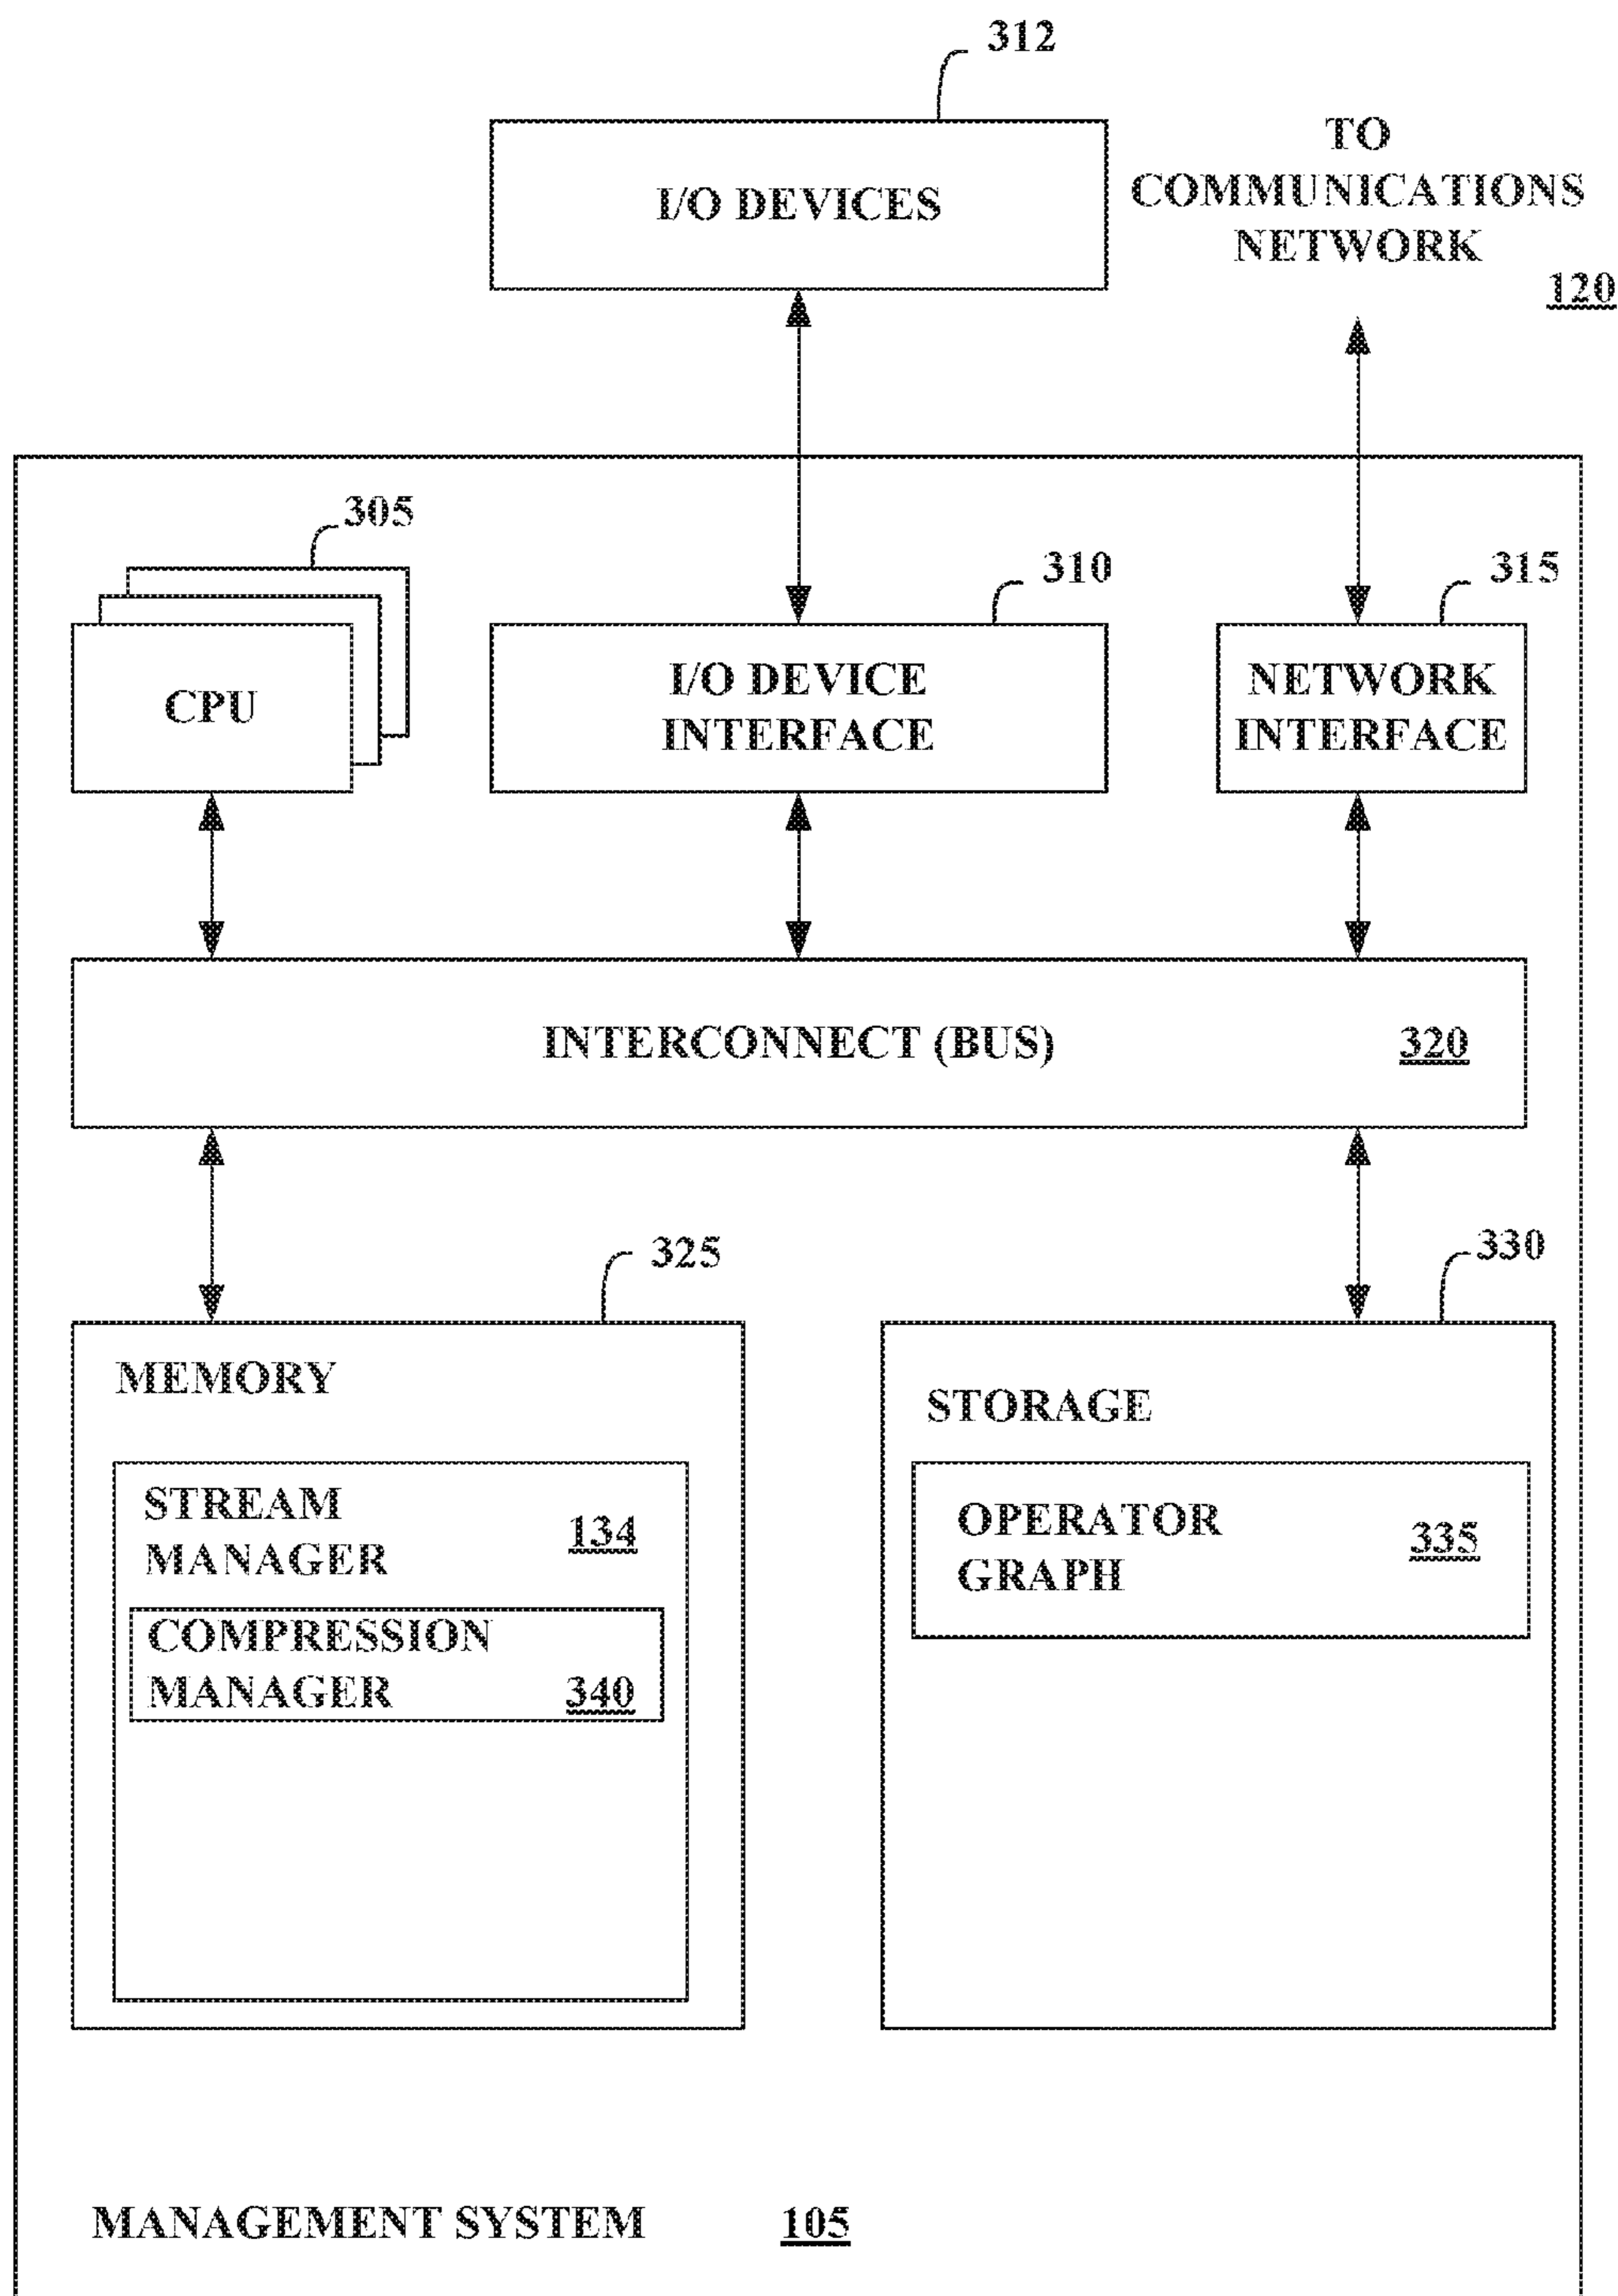 312
I/O DEVICES
TO
COMMUNICATIONS
NETWORK
120
305
310
315
CPU
I/O DEVICE
INTERFACE
NETWORK
INTERFACE
INTERCONNECT (BUS)
320
325
330
MEMORY
STORAGE
STREAM
MANAGER
134
COMPRESSION
MANAGER
340
OPERATOR
GRAPH
335
MANAGEMENT SYSTEM
105